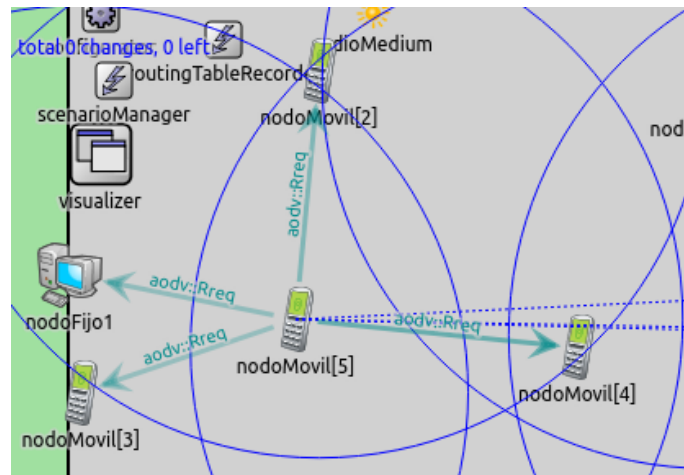 total 0 changes, 0 left
dioMedium
outingTableRecord
scenarioManager
nodoMovil[2]
nod
visualizer
aodv::Rreq
aodv::Rreq
nodoFijo1
aodv::Rreq
aodv::Rreq
nodoMovil[5]
nodoMovil[4]
nodoMovil[3]